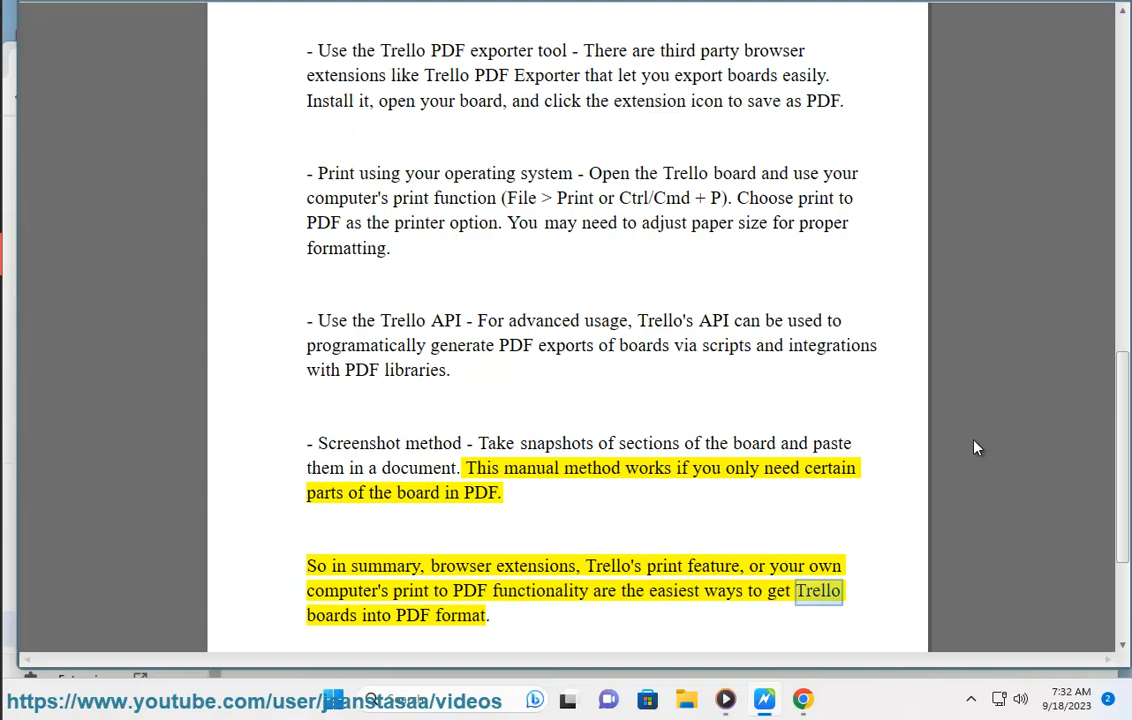 - Use the Trello PDF exporter tool - There are third party browser
extensions like Trello PDF Exporter that let you export boards easily.
Install it, open your board, and click the extension icon to save as PDF.
- Print using your operating system - Open the Trello board and use your
computer's print function (File > Print or Ctrl/Cmd + P). Choose print to
PDF as the printer option. You may need to adjust paper size for proper
formatting.
- Use the Trello API - For advanced usage, Trello's API can be used to
programatically generate PDF exports of boards via scripts and integrations
with PDF libraries.
- Screenshot method - Take snapshots of sections of the board and paste
them in a document. This manual method works if you only need certain
parts of the board in PDF.
So in summary, browser extensions, Trello's print feature, or your own
computer's print to PDF functionality are the easiest ways to get Trello
boards into PDF format.
https://www.youtube.com/user/jeanstasaa/videos
7:32 AM
9/18/2023
2